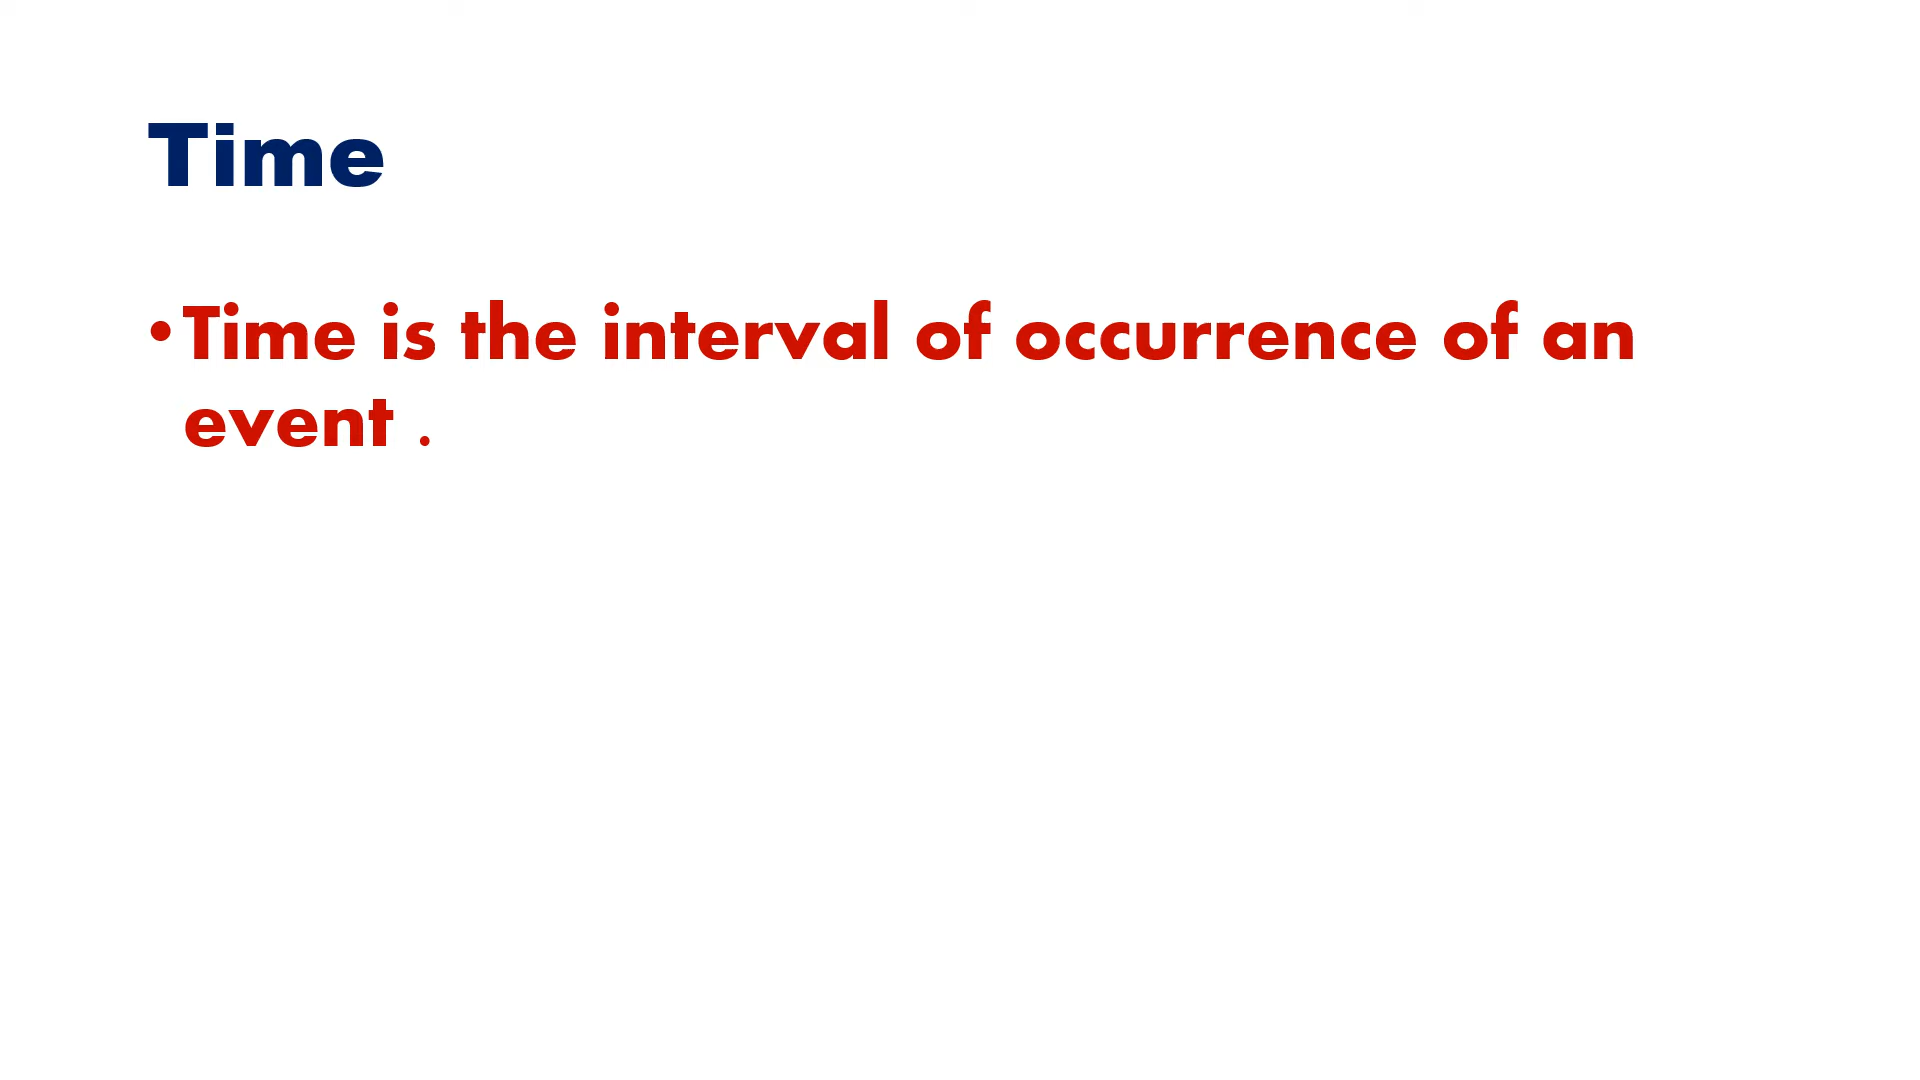 Time
•Time is the interval of occurrence of an
event .